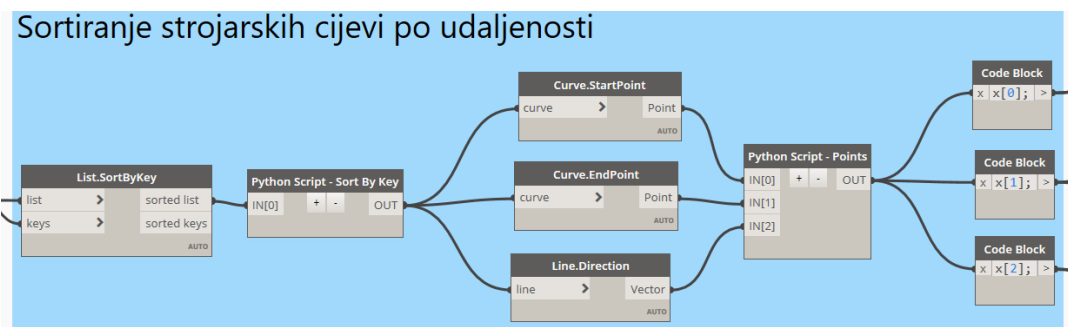 Sortiranje strojarskih cijevi po udaljenosti
List.SortByKey
list > sorted list
keys > sorted keys
AUTO
Python Script - Sort By Key
IN[0] + - OUT
Curve.StartPoint
curve > Point
AUTO
Curve.EndPoint
curve > Point
AUTO
Line.Direction
line > Vector
AUTO
Python Script - Points
IN[0] + - OUT
IN[1]
IN[2]
Code Block
x x[0]; >
Code Block
x x[1]; >
Code Block
x x[2]; >